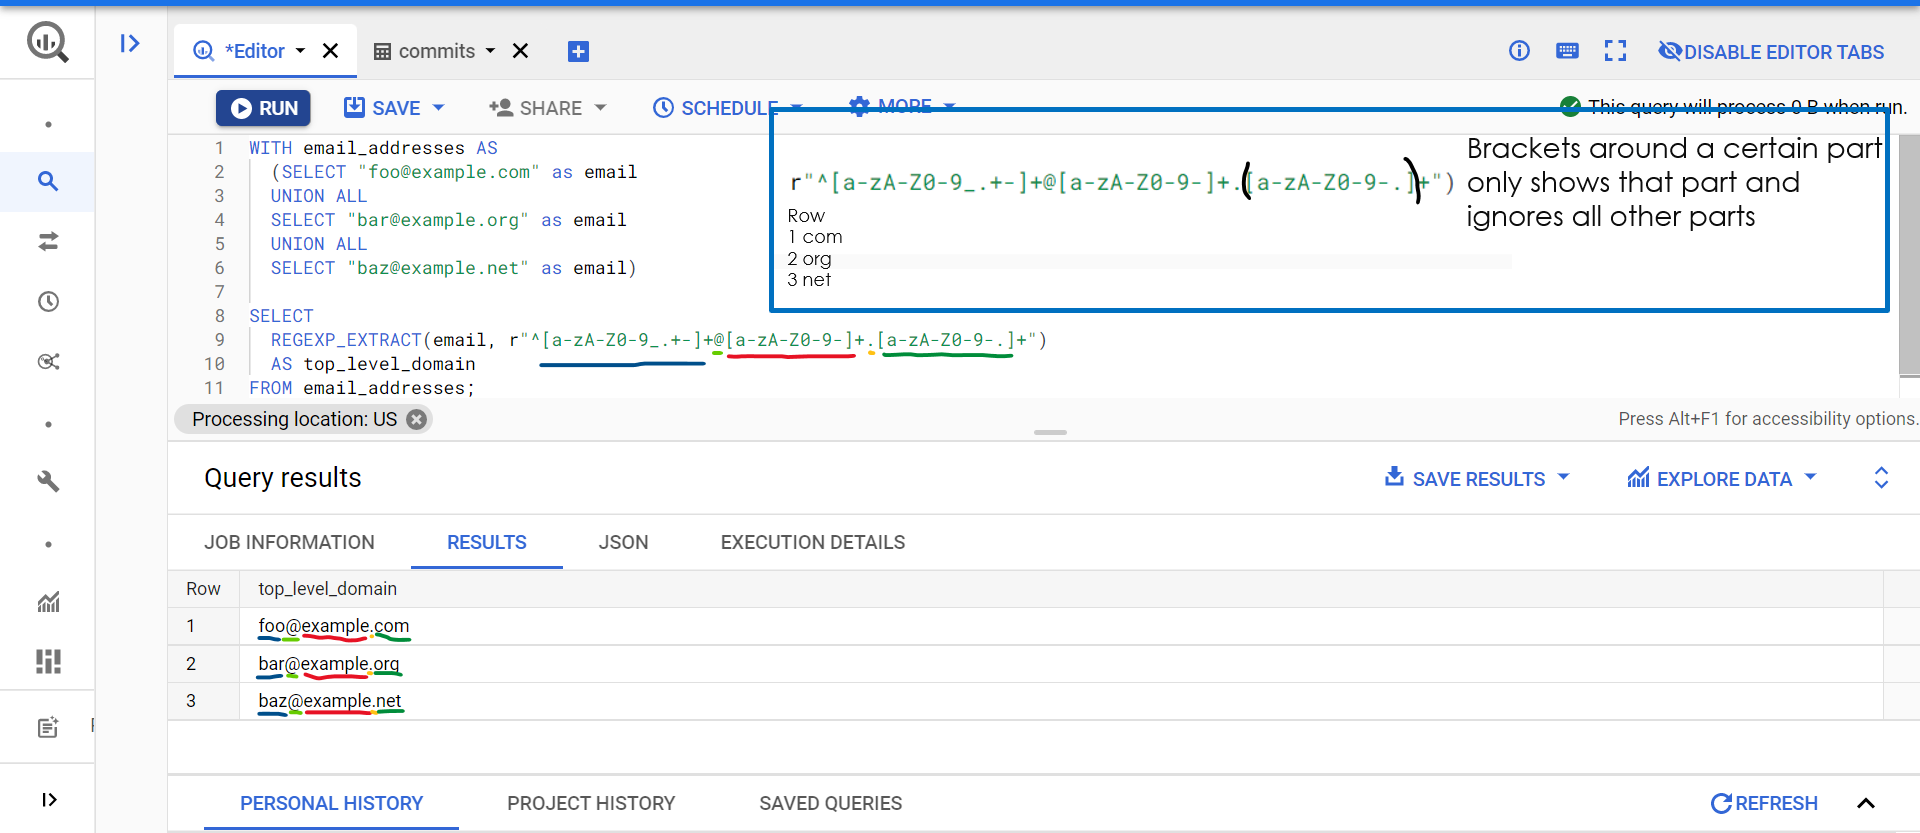 *Editor
commits
DISABLE EDITOR TABS
RUN
SAVE
SHARE
SCHEDULE
MORE
This query will process 0 B when run.
1 WITH email_addresses AS
2 (SELECT "foo@example.com" as email
3 UNION ALL
4 SELECT "bar@example.org" as email
5 UNION ALL
6 SELECT "baz@example.net" as email)
7
8 SELECT
9 REGEXP_EXTRACT(email, r"^[a-zA-Z0-9_.+-]+@[a-zA-Z0-9-]+.[a-zA-Z0-9-.]+")
10 AS top_level_domain
11 FROM email_addresses;
r"^[a-zA-Z0-9_.+-]+@[a-zA-Z0-9-]+.([a-zA-Z0-9-.])+")
Row
1 com
2 org
3 net
Brackets around a certain part
only shows that part and
ignores all other parts
Processing location: US
Press Alt+F1 for accessibility options.
Query results
SAVE RESULTS
EXPLORE DATA
JOB INFORMATION
RESULTS
JSON
EXECUTION DETAILS
Row top_level_domain
1 foo@example.com
2 bar@example.org
3 baz@example.net
PERSONAL HISTORY
PROJECT HISTORY
SAVED QUERIES
REFRESH